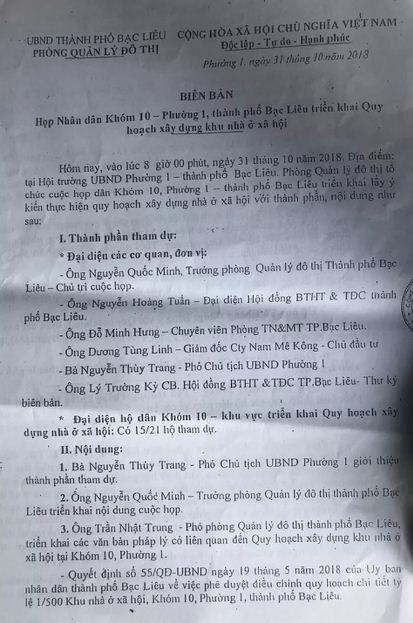 UBND THÀNH PHỐ BẠC LIÊU
PHÒNG QUẢN LÝ ĐÔ THỊ
CỘNG HÒA XÃ HỘI CHỦ NGHĨA VIỆT NAM
Độc lập - Tự do - Hạnh phúc
Phường 1, ngày 31 tháng 10 năm 2018
BIÊN BẢN
Họp Nhân dân Khóm 10 – Phường 1, thành phố Bạc Liêu triển khai Quy
hoạch xây dựng khu nhà ở xã hội
Hôm nay, vào lúc 8 giờ 00 phút, ngày 31 tháng 10 năm 2018. Địa điểm:
tại Hội trường UBND Phường 1 – thành phố Bạc Liêu. Phòng Quản lý đô thị tổ
chức cuộc họp dân Khóm 10, Phường 1 – thành phố Bạc Liêu triển khai lấy ý
kiến thực hiện quy hoạch xây dựng nhà ở xã hội với thành phần, nội dung như
sau:
I. Thành phần tham dự:
* Đại diện các cơ quan, đơn vị:
- Ông Nguyễn Quốc Minh, Trưởng phòng Quản lý đô thị Thành phố Bạc
Liêu – Chủ trì cuộc họp.
- Ông Nguyễn Hoàng Tuấn – Đại diện Hội đồng BTHT & TĐC thành
phố Bạc Liêu.
- Ông Đỗ Minh Hưng – Chuyên viên Phòng TN&MT TP.Bạc Liêu.
- Ông Dương Tùng Linh – Giám đốc Cty Nam Mê Kông - Chủ đầu tư
- Bà Nguyễn Thùy Trang - Phó Chủ tịch UBND Phường 1
- Ông Lý Trường Kỳ CB. Hội đồng BTHT &TĐC TP.Bạc Liêu- Thư ký
biên bản.
* Đại diện hộ dân Khóm 10 – khu vực triển khai Quy hoạch xây
dựng nhà ở xã hội: Có 15/21 hộ tham dự.
II. Nội dung:
1. Bà Nguyễn Thùy Trang - Phó Chủ tịch UBND Phường 1 giới thiệu
thành phần tham dự.
2. Ông Nguyễn Quốc Minh – Trưởng phòng Quản lý đô thị thành phố Bạc
Liêu triển khai nội dung cuộc họp.
3. Ông Trần Nhật Trung - Phó phòng Quản lý đô thị thành phố Bạc Liêu,
triển khai các văn bản pháp lý có liên quan đến Quy hoạch xây dựng khu nhà ở
xã hội tại Khóm 10, Phường 1.
- Quyết định số 55/QĐ-UBND ngày 19 tháng 5 năm 2018 của Ủy ban
nhân dân thành phố Bạc Liêu về việc phê duyệt điều chỉnh quy hoạch chi tiết tỷ
lệ 1/500 Khu nhà ở xã hội, Khóm 10, Phường 1, thành phố Bạc Liêu.